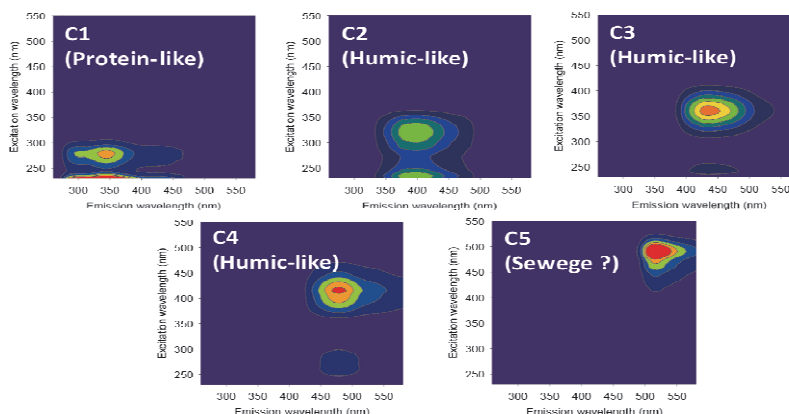 C1
(Protein-like)
Excitation wavelength (nm)
550
500
450
400
350
300
250
300 350 400 450 500 550
Emission wavelength (nm)
C2
(Humic-like)
Excitation wavelength (nm)
550
500
450
400
350
300
250
300 350 400 450 500 550
Emission wavelength (nm)
C3
(Humic-like)
Excitation wavelength (nm)
550
500
450
400
350
300
250
300 350 400 450 500 550
Emission wavelength (nm)
C4
(Humic-like)
Excitation wavelength (nm)
550
500
450
400
350
300
250
300 350 400 450 500 550
Emission wavelength (nm)
C5
(Sewege ?)
Excitation wavelength (nm)
550
500
450
400
350
300
250
300 350 400 450 500 550
Emission wavelength (nm)